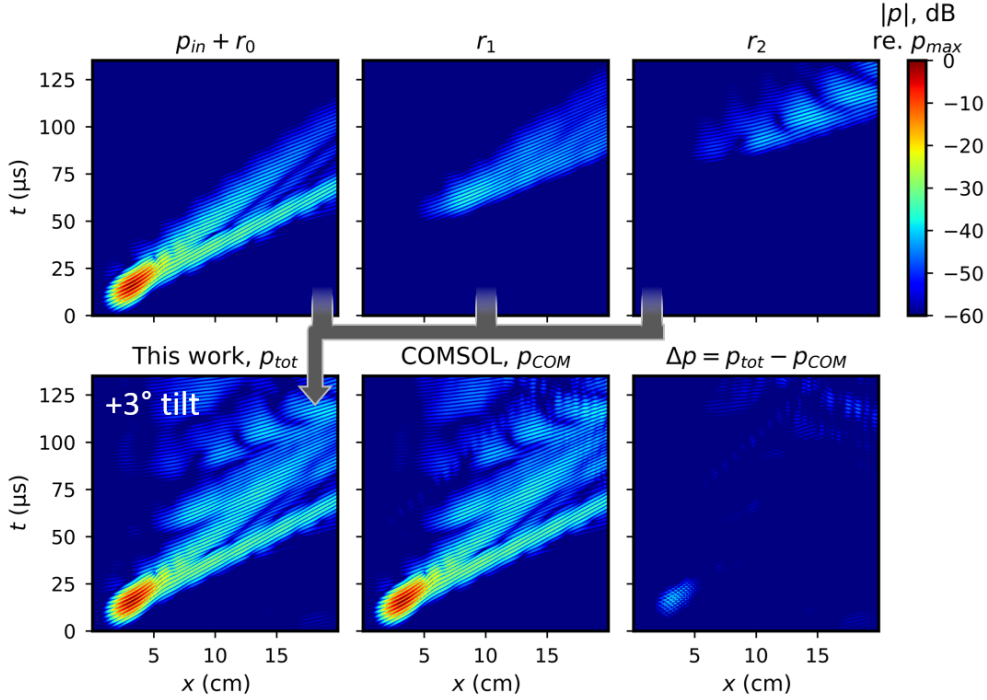 |p|, dB
p_in + r_0 r_1 r_2 re. p_max
t (μs)
125
100
75
50
25
0
0
−10
−20
−30
−40
−50
−60
This work, p_tot COMSOL, p_COM Δp = p_tot − p_COM
+3° tilt
t (μs)
125
100
75
50
25
0
5 10 15 5 10 15 5 10 15
x (cm) x (cm) x (cm)